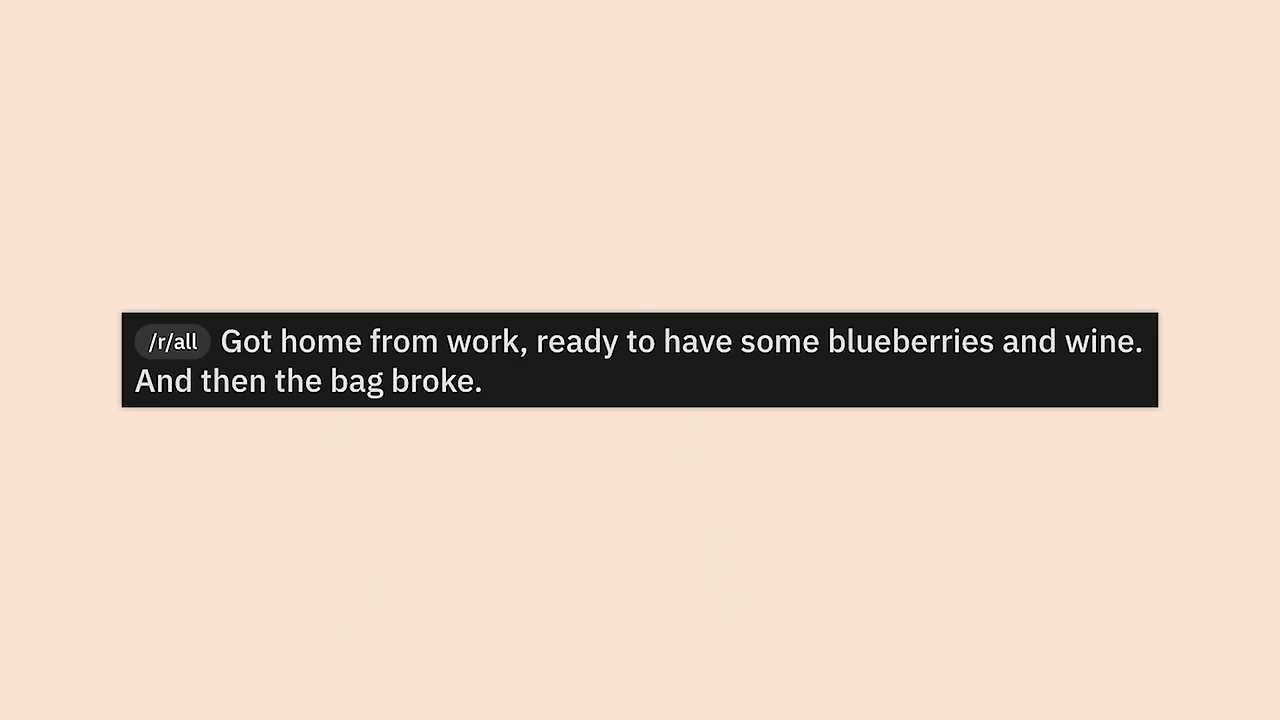 /r/all Got home from work, ready to have some blueberries and wine.
And then the bag broke.